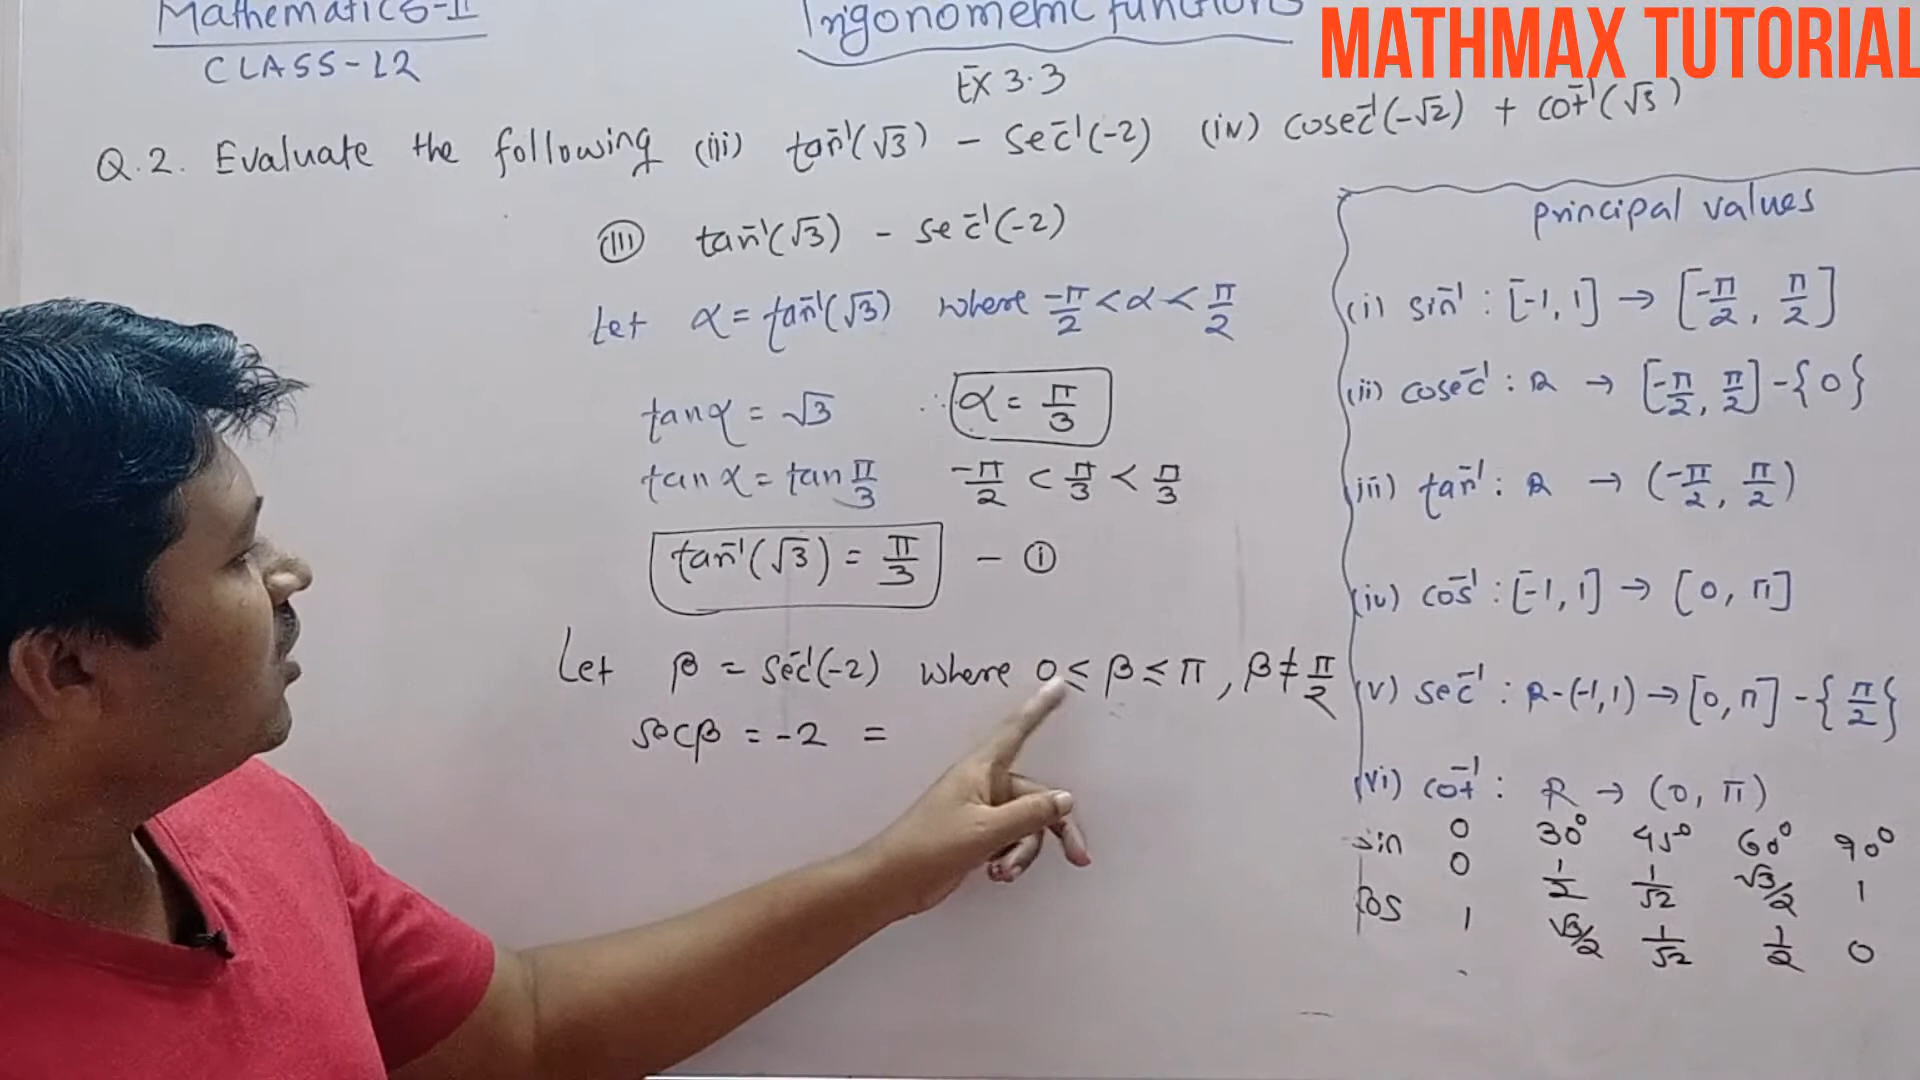 Mathematics-II
CLASS-12
Trigonometric functions
EX 3.3
MATHMAX TUTORIAL
Q.2. Evaluate the following (iii) tan⁻¹(√3) - sec⁻¹(-2) (iv) cosec⁻¹(-√2) + cot⁻¹(√3)
(iii) tan⁻¹(√3) - sec⁻¹(-2)
Let α = tan⁻¹(√3) where -π/2 < α < π/2
tanα = √3 ∴ α = π/3
tanα = tan π/3 -π/2 < π/3 < π/3
tan⁻¹(√3) = π/3 - ①
Let β = sec⁻¹(-2) where 0 ≤ β ≤ π, β ≠ π/2
secβ = -2 =
principal values
(i) sin⁻¹ : [-1, 1] → [-π/2, π/2]
(ii) cosec⁻¹ : R → [-π/2, π/2] - {0}
iii) tan⁻¹ : R → (-π/2, π/2)
(iv) cos⁻¹ : [-1, 1] → [0, π]
(v) sec⁻¹ : R-(-1,1) → [0, π] - {π/2}
(vi) cot⁻¹ : R → (0, π)
0 30° 45° 60° 90°
sin 0 1/2 1/√2 √3/2 1
cos 1 √3/2 1/√2 1/2 0